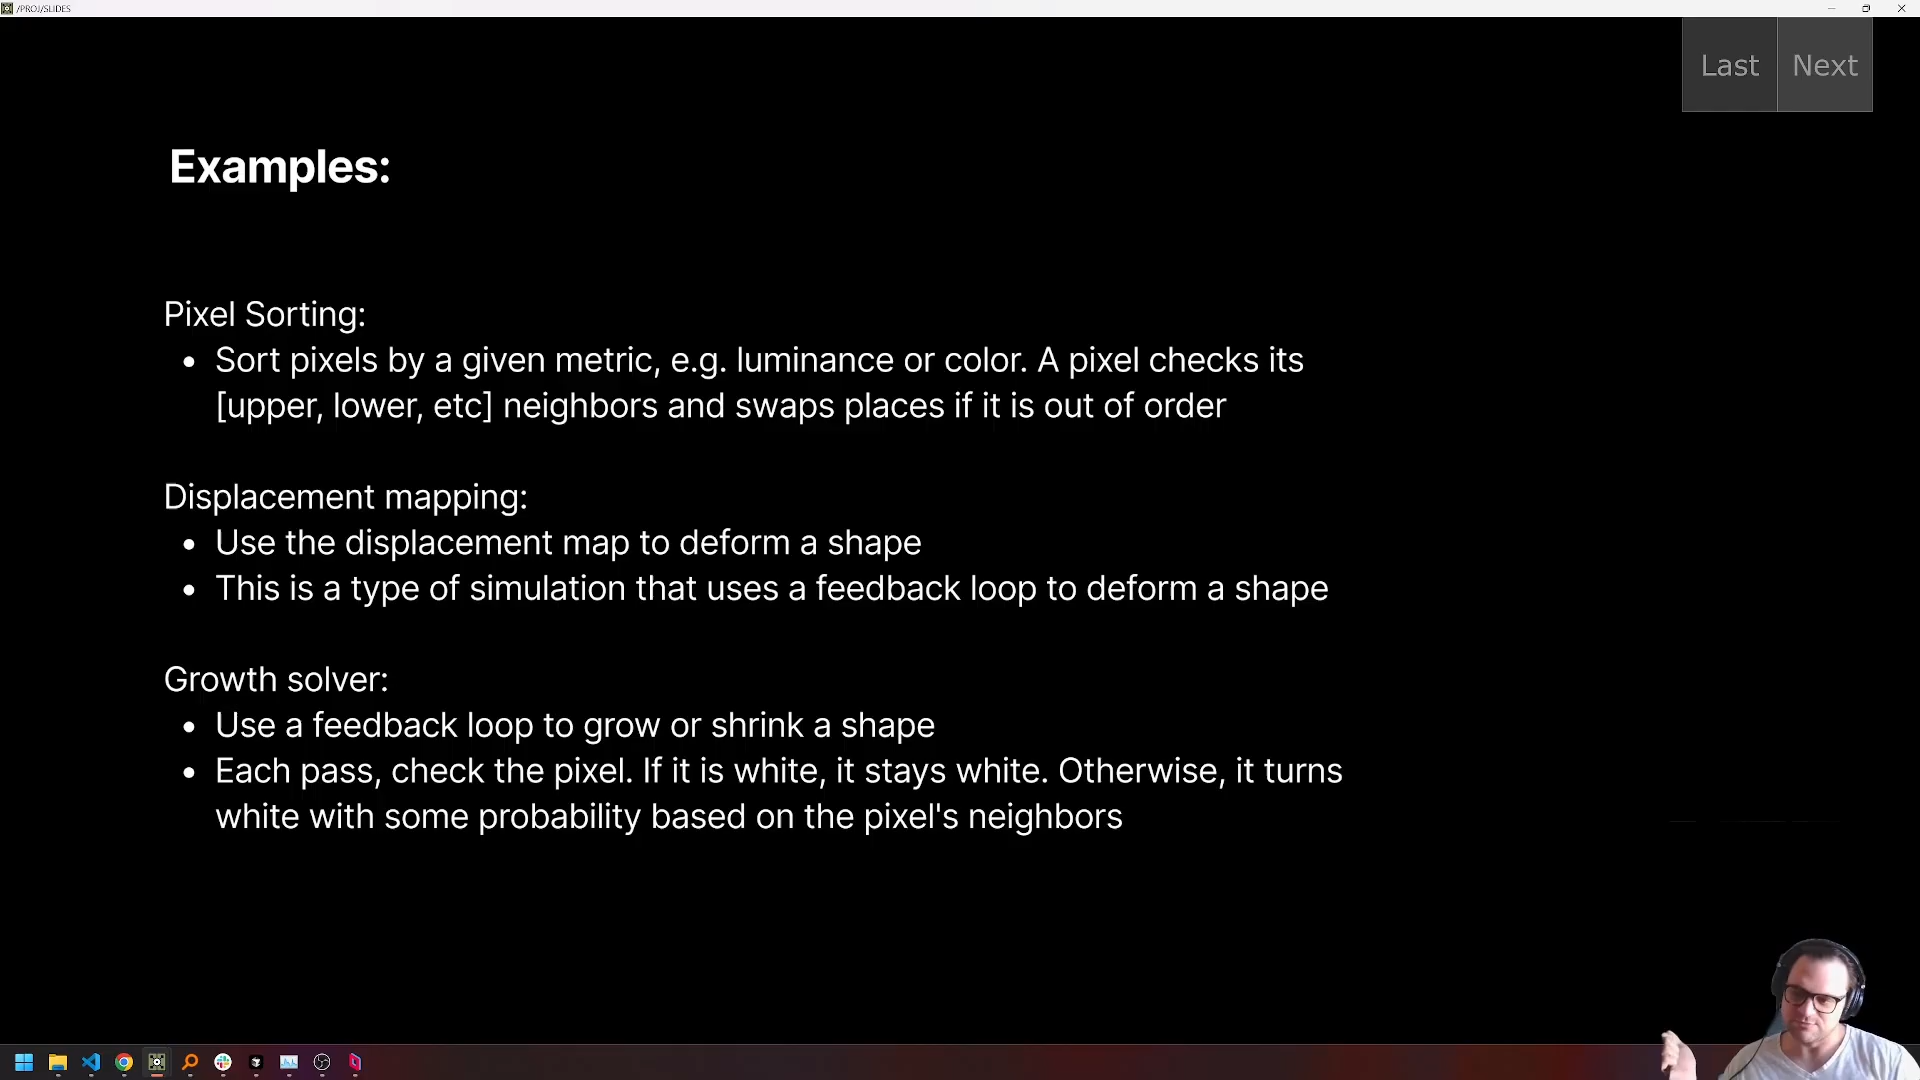 /PROJ/SLIDES
Last Next
Examples:
Pixel Sorting:
• Sort pixels by a given metric, e.g. luminance or color. A pixel checks its
[upper, lower, etc] neighbors and swaps places if it is out of order
Displacement mapping:
• Use the displacement map to deform a shape
• This is a type of simulation that uses a feedback loop to deform a shape
Growth solver:
• Use a feedback loop to grow or shrink a shape
• Each pass, check the pixel. If it is white, it stays white. Otherwise, it turns
white with some probability based on the pixel's neighbors